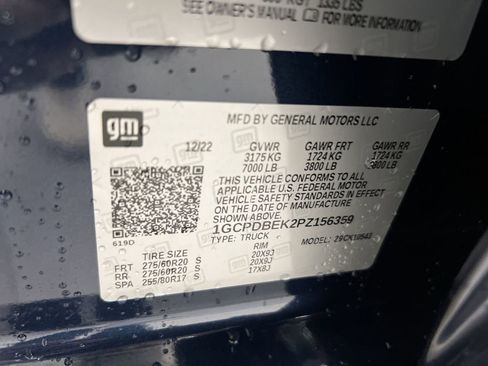 1335 LBS
SEE OWNER'S MANUAL FOR MORE INFORMATION
gm
MFD BY GENERAL MOTORS LLC
12/22 GVWR GAWR FRT GAWR RR
3175 KG 1724 KG 1724 KG
7000 LB 3800 LB 3800 LB
THIS VEHICLE CONFORMS TO ALL
APPLICABLE U.S. FEDERAL MOTOR
VEHICLE SAFETY STANDARDS IN EFFECT
ON THE DATE OF MANUFACTURE
SHOWN ABOVE.
1GCPDBEK2PZ156359
TYPE: TRUCK MODEL: 29CK10543
619D
TIRE SIZE RIM
FRT 275/60R20 S 20X9J
RR 275/60R20 S 20X9J
SPA 255/80R17 S 17X8J